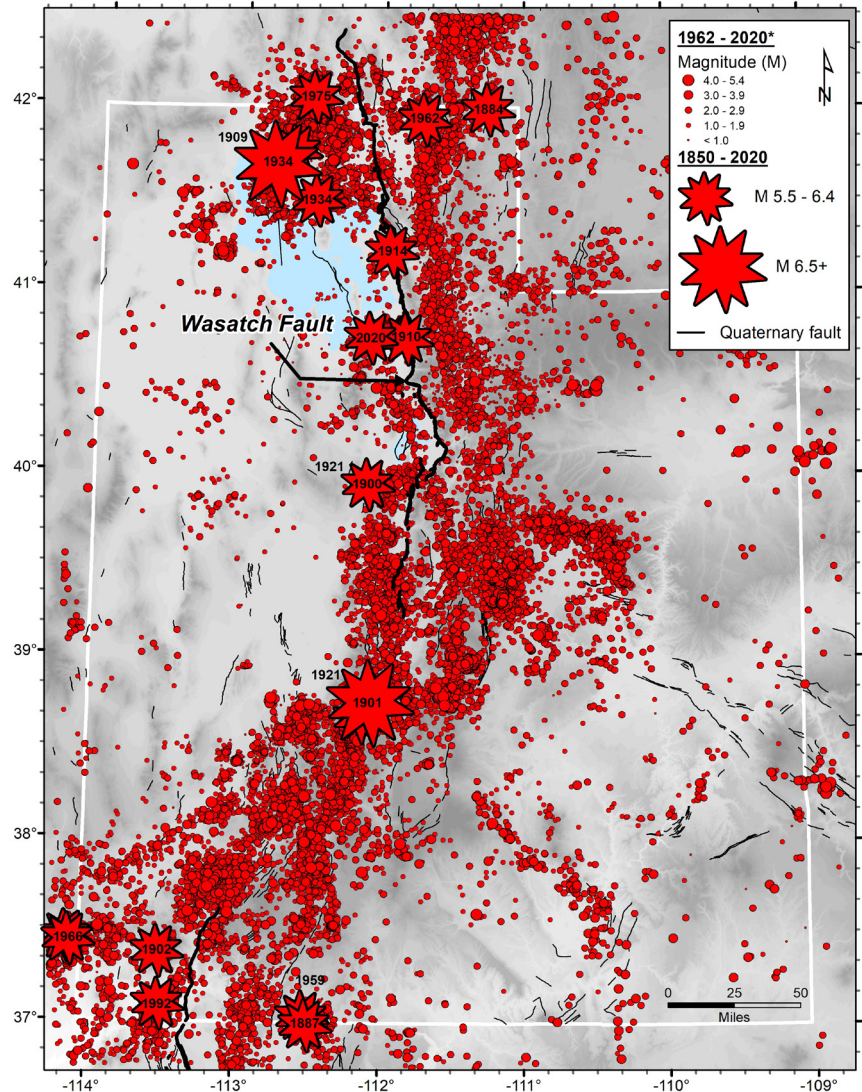 1962 - 2020*
Magnitude (M)
4.0 - 5.4
3.0 - 3.9
2.0 - 2.9
1.0 - 1.9
< 1.0
1850 - 2020
M 5.5 - 6.4
M 6.5+
Quaternary fault
N
42°
1975
1962
1884
1909
1934
1934
1914
41°
Wasatch Fault
2020
1910
40°
1921
1900
39°
1921
1901
38°
1966
1902
1992
1959
1887
37°
0 25 50
Miles
-114° -113° -112° -111° -110° -109°